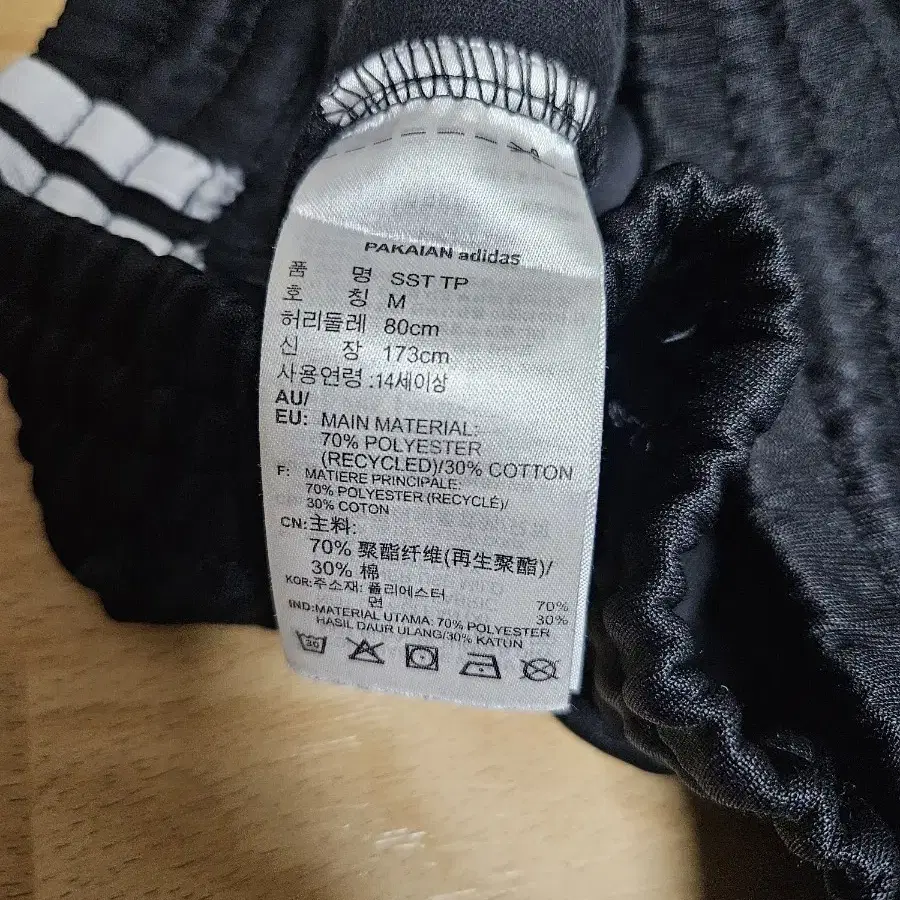 PAKAIAN adidas
품 명 SST TP
호 칭 M
허리둘레 80cm
신 장 173cm
사용연령 :14세이상
AU/
EU: MAIN MATERIAL:
70% POLYESTER
(RECYCLED)/30% COTTON
F: MATIERE PRINCIPALE:
70% POLYESTER (RECYCLÉ)/
30% COTON
CN:主料:
70% 聚酯纤维(再生聚酯)/
30% 棉
KOR:주소재: 폴리에스터 70%
면 30%
IND:MATERIAL UTAMA: 70% POLYESTER
HASIL DAUR ULANG/30% KATUN
30